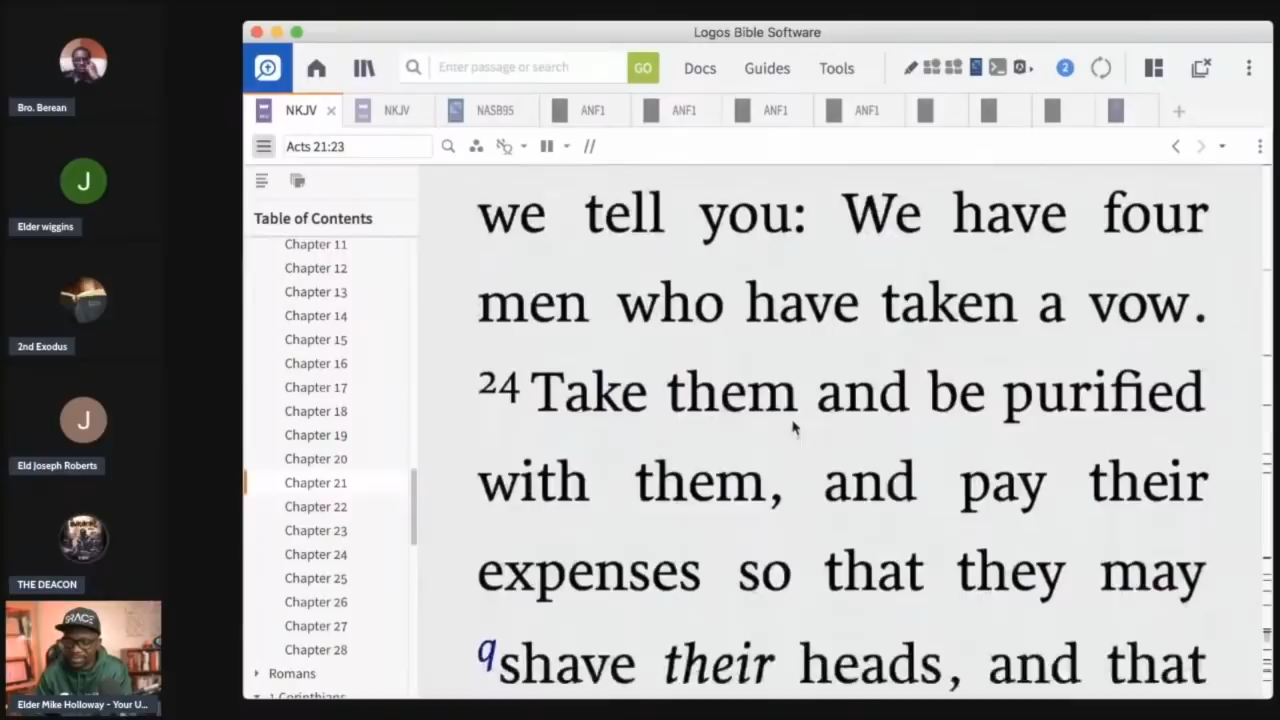 Bro. Berean
J
Elder wiggins
2nd Exodus
J
Eld Joseph Roberts
THE DEACON
GRACE
Elder Mike Holloway - Your U...
Logos Bible Software
Enter passage or search
GO
Docs
Guides
Tools
2
NKJV
NKJV
NASB95
ANF1
ANF1
ANF1
ANF1
Acts 21:23
Table of Contents
Chapter 11
Chapter 12
Chapter 13
Chapter 14
Chapter 15
Chapter 16
Chapter 17
Chapter 18
Chapter 19
Chapter 20
Chapter 21
Chapter 22
Chapter 23
Chapter 24
Chapter 25
Chapter 26
Chapter 27
Chapter 28
Romans
1 Corinthians
we tell you: We have four
men who have taken a vow.
24 Take them and be purified
with them, and pay their
expenses so that they may
q shave their heads, and that